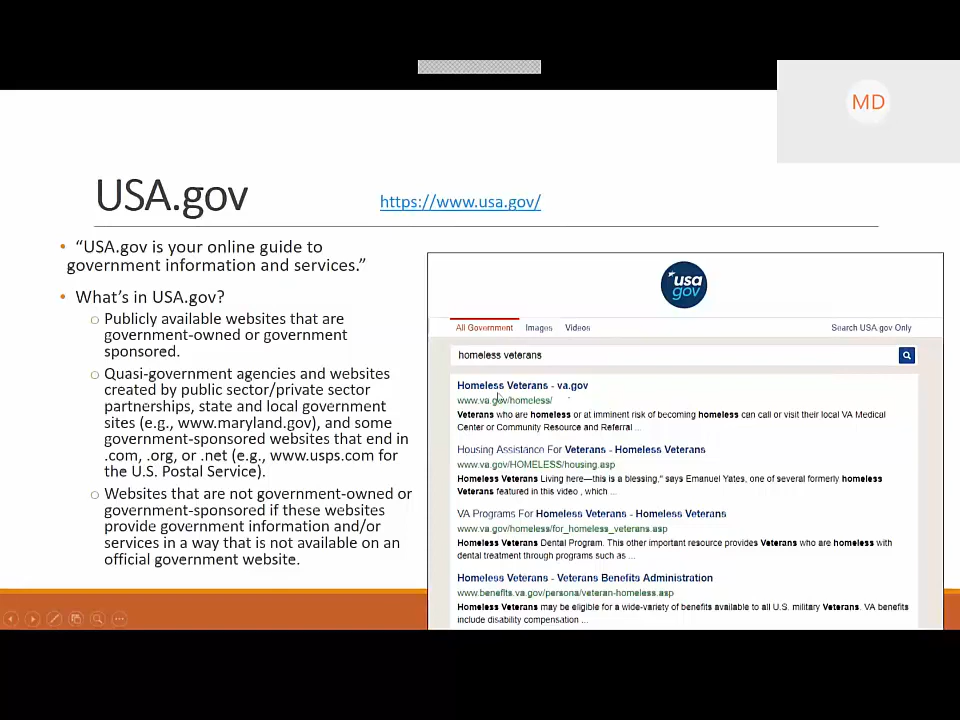 MD
USA.gov
https://www.usa.gov/
• “USA.gov is your online guide to
government information and services.”
• What’s in USA.gov?
o Publicly available websites that are
government-owned or government
sponsored.
o Quasi-government agencies and websites
created by public sector/private sector
partnerships, state and local government
sites (e.g., www.maryland.gov), and some
government-sponsored websites that end in
.com, .org, or .net (e.g., www.usps.com for
the U.S. Postal Service).
o Websites that are not government-owned or
government-sponsored if these websites
provide government information and/or
services in a way that is not available on an
official government website.
usa
gov
All Government Images Videos Search USA.gov Only
homeless veterans
Homeless Veterans - va.gov
www.va.gov/homeless/
Veterans who are homeless or at imminent risk of becoming homeless can call or visit their local VA Medical
Center or Community Resource and Referral ...
Housing Assistance For Veterans - Homeless Veterans
www.va.gov/HOMELESS/housing.asp
Homeless Veterans Living here—this is a blessing,” says Emanuel Yates, one of several formerly homeless
Veterans featured in this video , which ...
VA Programs For Homeless Veterans - Homeless Veterans
www.va.gov/homeless/for_homeless_veterans.asp
Homeless Veterans Dental Program. This other important resource provides Veterans who are homeless with
dental treatment through programs such as ...
Homeless Veterans - Veterans Benefits Administration
www.benefits.va.gov/persona/veteran-homeless.asp
Homeless Veterans may be eligible for a wide-variety of benefits available to all U.S. military Veterans. VA benefits
include disability compensation ...